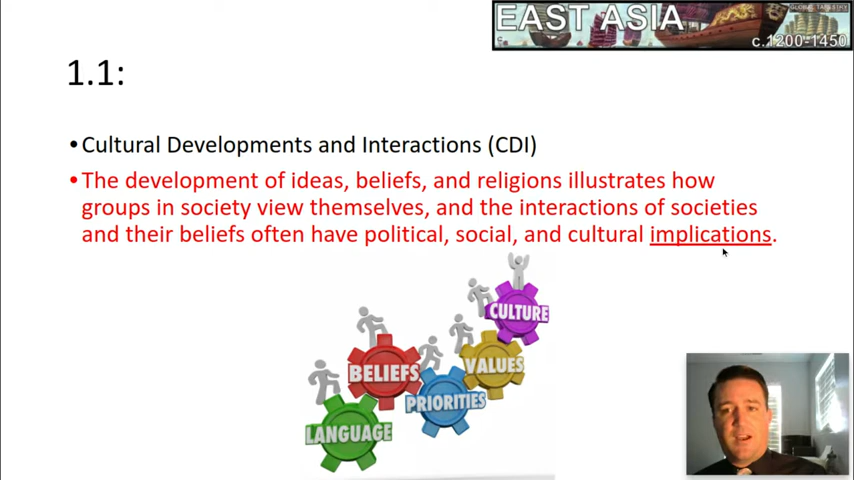 EAST ASIA
GLOBAL TAPESTRY
c.1200-1450
1.1:
•Cultural Developments and Interactions (CDI)
•The development of ideas, beliefs, and religions illustrates how
groups in society view themselves, and the interactions of societies
and their beliefs often have political, social, and cultural implications.
CULTURE
VALUES
BELIEFS
PRIORITIES
LANGUAGE